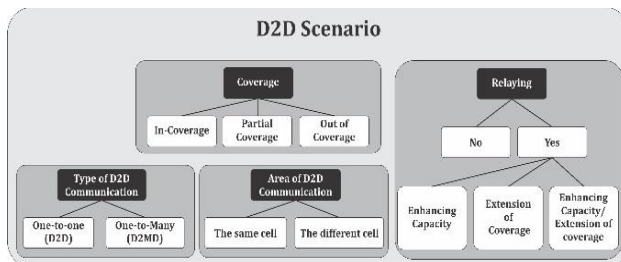 D2D Scenario
Coverage
In-Coverage
Partial
Coverage
Out of
Coverage
Relaying
No
Yes
Enhancing
Capacity
Extension
of
Coverage
Enhancing
Capacity/
Extension of
coverage
Type of D2D
Communication
One-to-one
(D2D)
One-to-Many
(D2MD)
Area of D2D
Communication
The same cell
The different cell